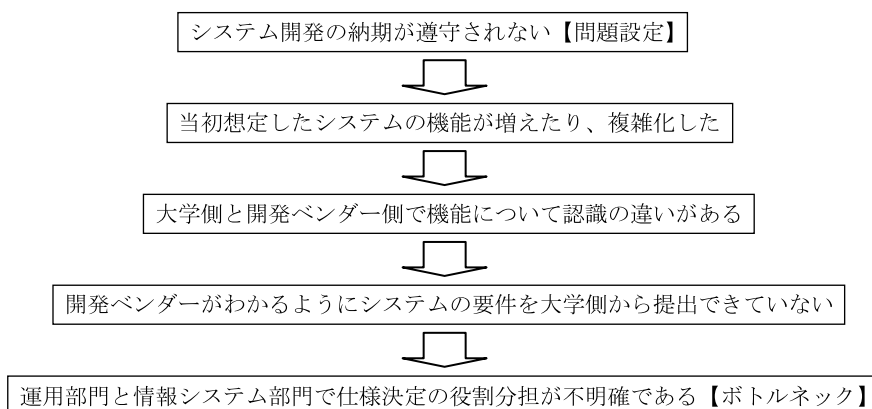 システム開発の納期が遵守されない【問題設定】
当初想定したシステムの機能が増えたり、複雑化した
大学側と開発ベンダー側で機能について認識の違いがある
開発ベンダーがわかるようにシステムの要件を大学側から提出できていない
運用部門と情報システム部門で仕様決定の役割分担が不明確である【ボトルネック】